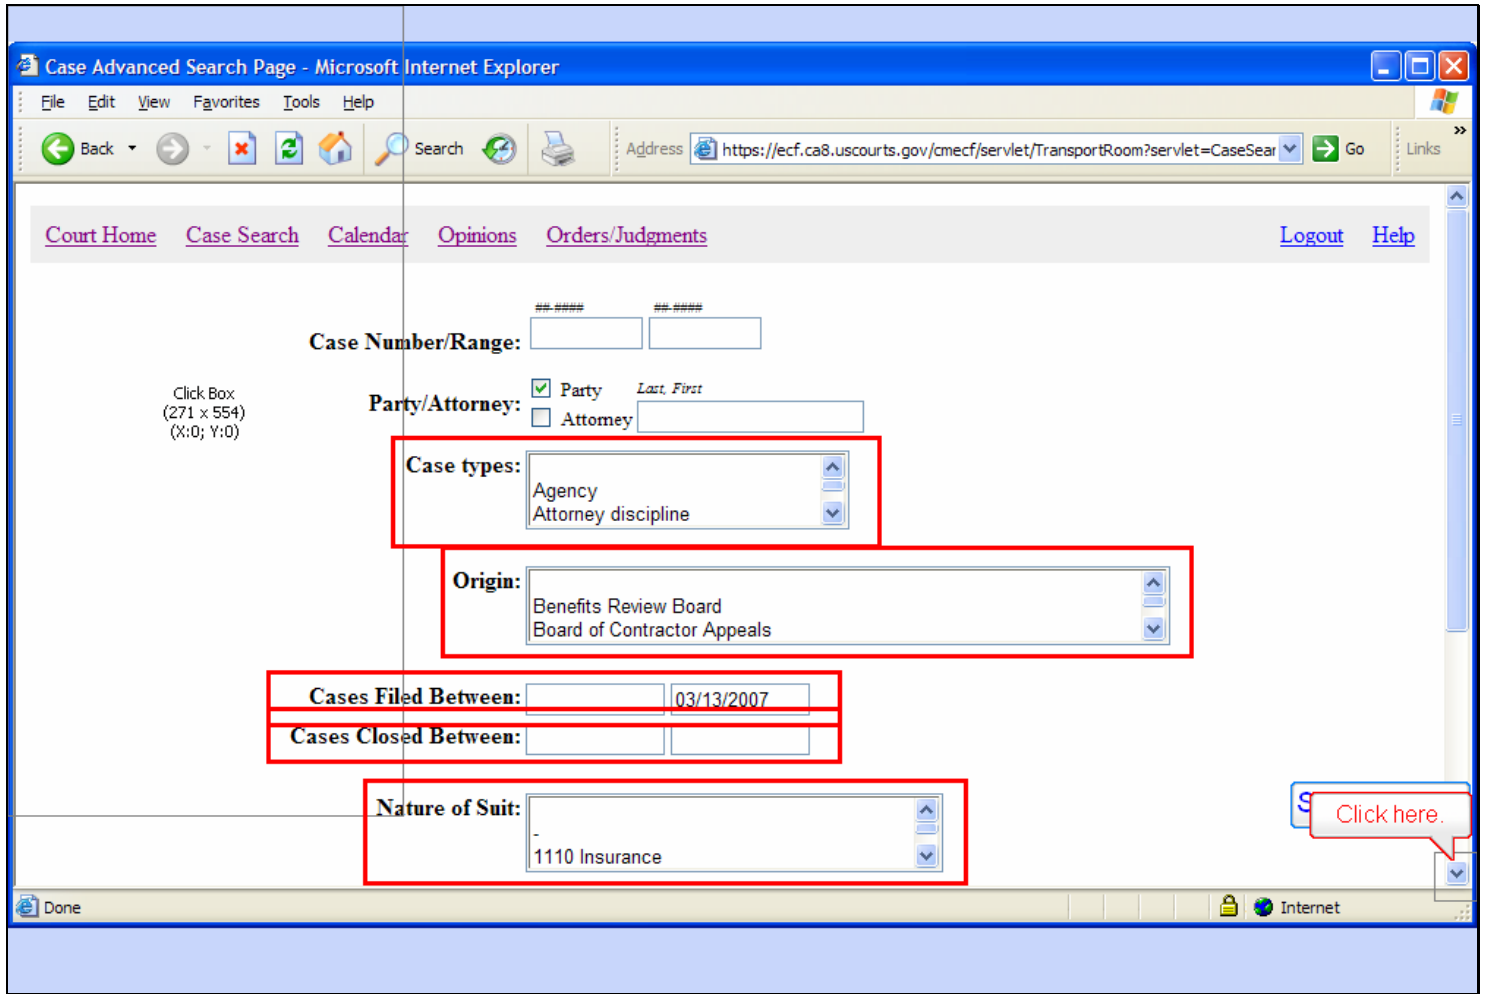 Case Advanced Search Page - Microsoft Internet Explorer
File Edit View Favorites Tools Help
Back Search Address https://ecf.ca8.uscourts.gov/cmecf/servlet/TransportRoom?servlet=CaseSear Go Links »
Court Home Case Search Calendar Opinions Orders/Judgments Logout Help
##-#### ##-####
Case Number/Range:
Party/Attorney: Party Last, First
Attorney
Click Box
(271 x 554)
(X:0; Y:0)
Case types:
Agency
Attorney discipline
Origin:
Benefits Review Board
Board of Contractor Appeals
Cases Filed Between: 03/13/2007
Cases Closed Between:
Nature of Suit:
-
1110 Insurance
S
Click here.
Done Internet